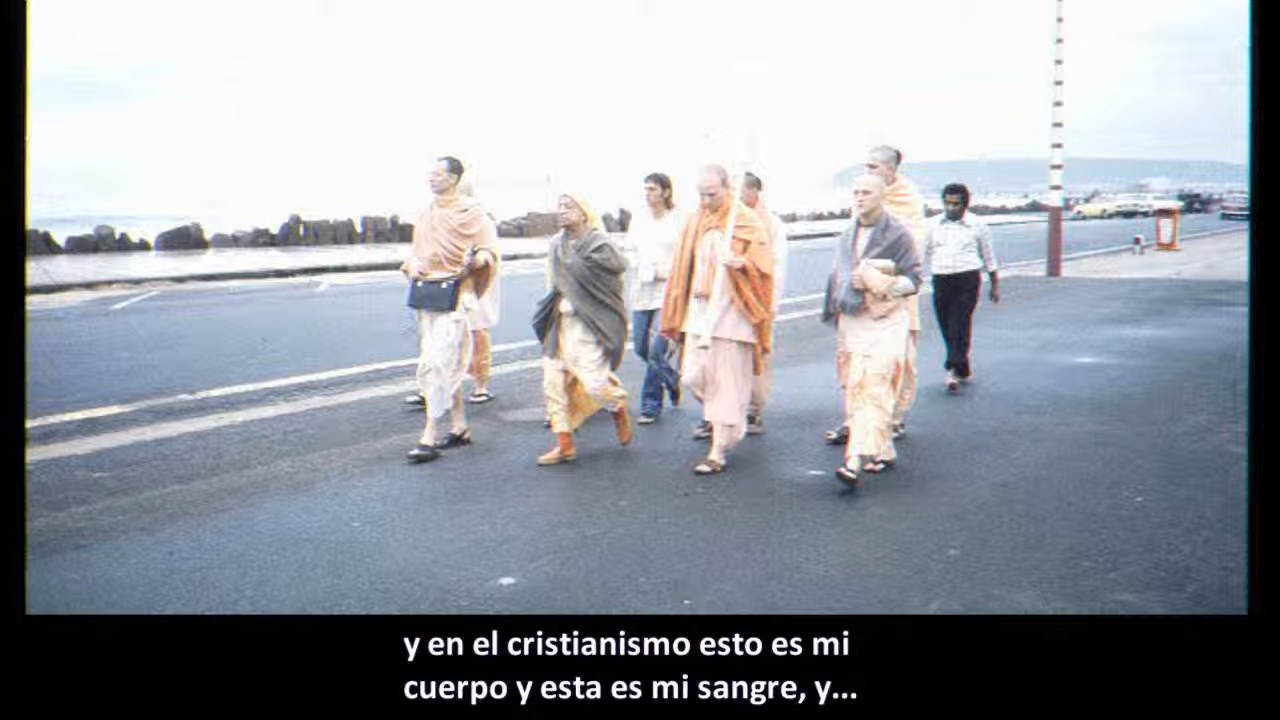 y en el cristianismo esto es mi
cuerpo y esta es mi sangre, y...